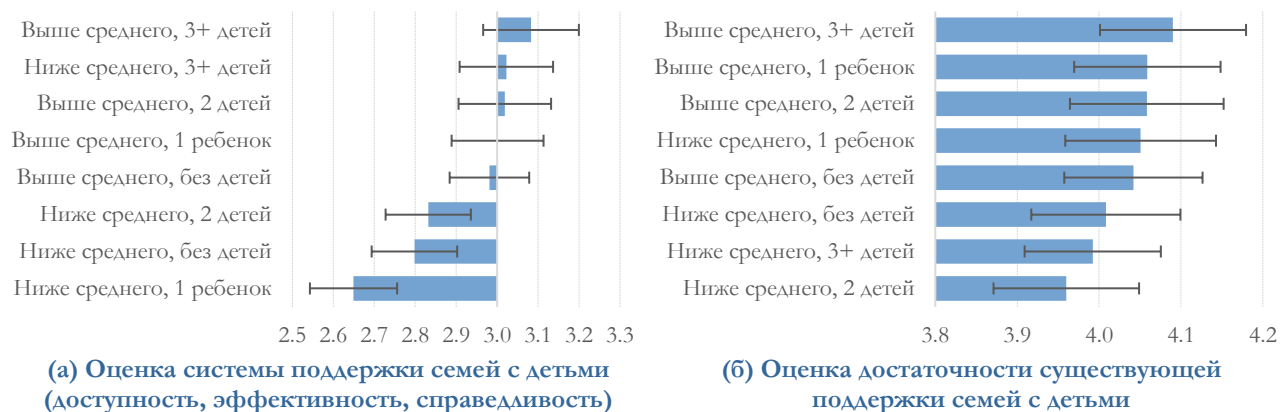 Выше среднего, 3+ детей
Ниже среднего, 3+ детей
Выше среднего, 2 детей
Выше среднего, 1 ребенок
Выше среднего, без детей
Ниже среднего, 2 детей
Ниже среднего, без детей
Ниже среднего, 1 ребенок
2.5 2.6 2.7 2.8 2.9 3.0 3.1 3.2 3.3
(а) Оценка системы поддержки семей с детьми
(доступность, эффективность, справедливость)
Выше среднего, 3+ детей
Выше среднего, 1 ребенок
Выше среднего, 2 детей
Ниже среднего, 1 ребенок
Выше среднего, без детей
Ниже среднего, без детей
Ниже среднего, 3+ детей
Ниже среднего, 2 детей
3.8 3.9 4.0 4.1 4.2
(б) Оценка достаточности существующей
поддержки семей с детьми